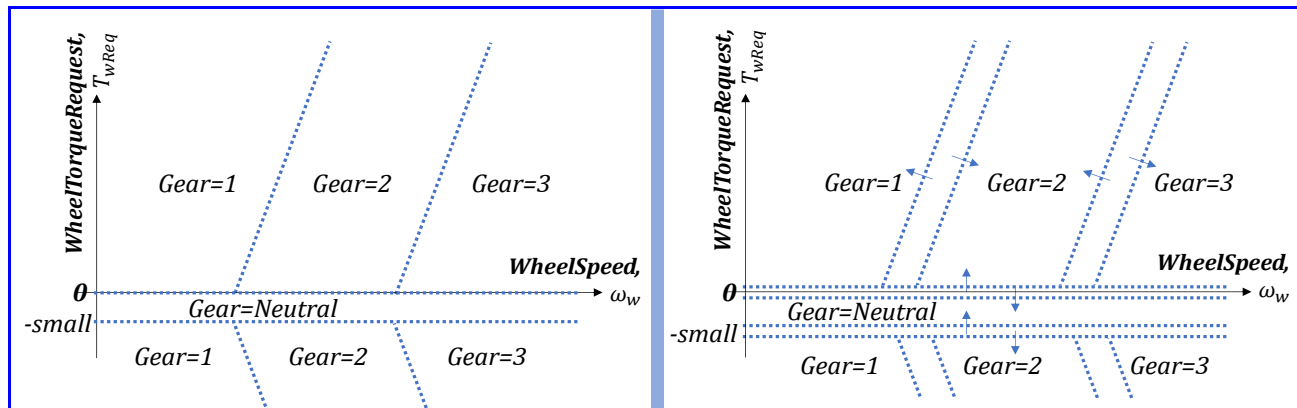 WheelTorqueRequest,
T_wReq
Gear=1
Gear=2
Gear=3
WheelSpeed,
0
ω_w
Gear=Neutral
-small
Gear=1
Gear=2
Gear=3
WheelTorqueRequest,
T_wReq
Gear=1
Gear=2
Gear=3
WheelSpeed,
0
ω_w
Gear=Neutral
-small
Gear=1
Gear=2
Gear=3